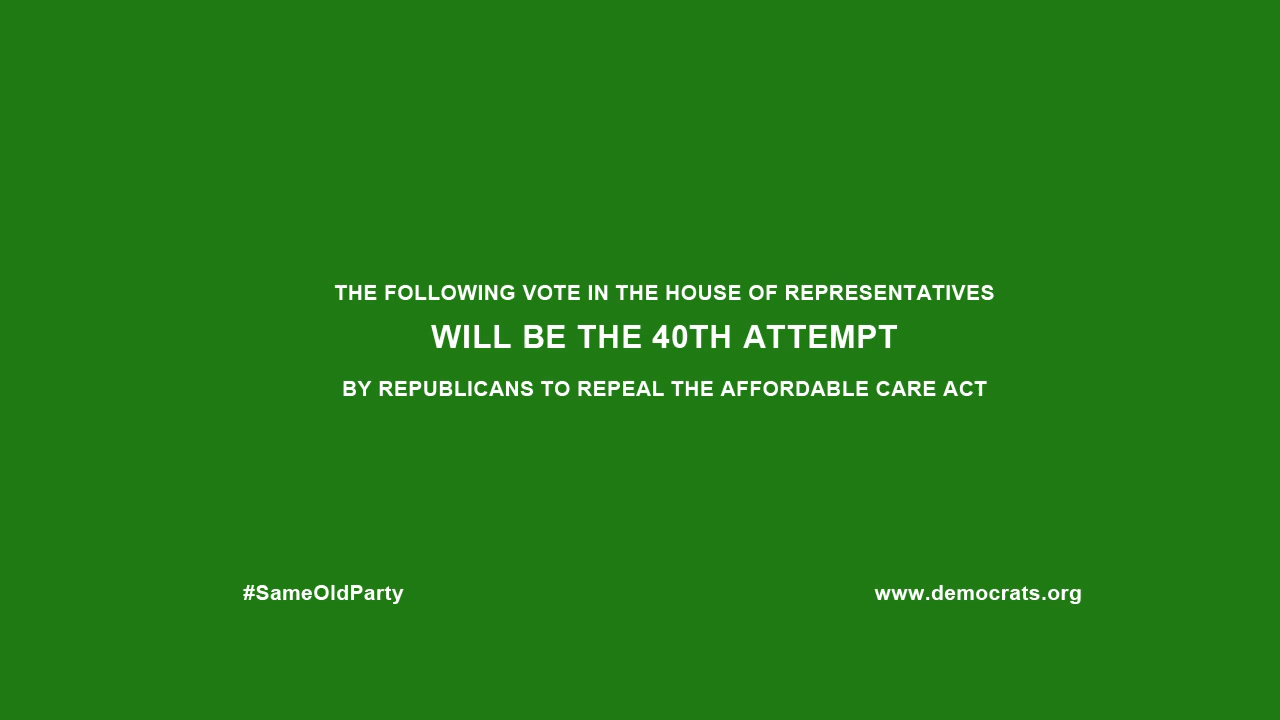 THE FOLLOWING VOTE IN THE HOUSE OF REPRESENTATIVES
WILL BE THE 40TH ATTEMPT
BY REPUBLICANS TO REPEAL THE AFFORDABLE CARE ACT
#SameOldParty
www.democrats.org